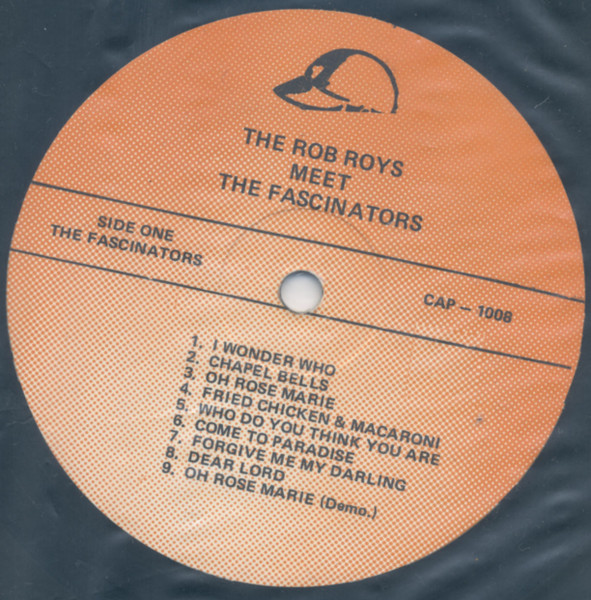 THE ROB ROYS
MEET
THE FASCINATORS
SIDE ONE
THE FASCINATORS
CAP – 1008
1. I WONDER WHO
2. CHAPEL BELLS
3. OH ROSE MARIE
4. FRIED CHICKEN & MACARONI
5. WHO DO YOU THINK YOU ARE
6. COME TO PARADISE
7. FORGIVE ME MY DARLING
8. DEAR LORD
9. OH ROSE MARIE (Demo.)